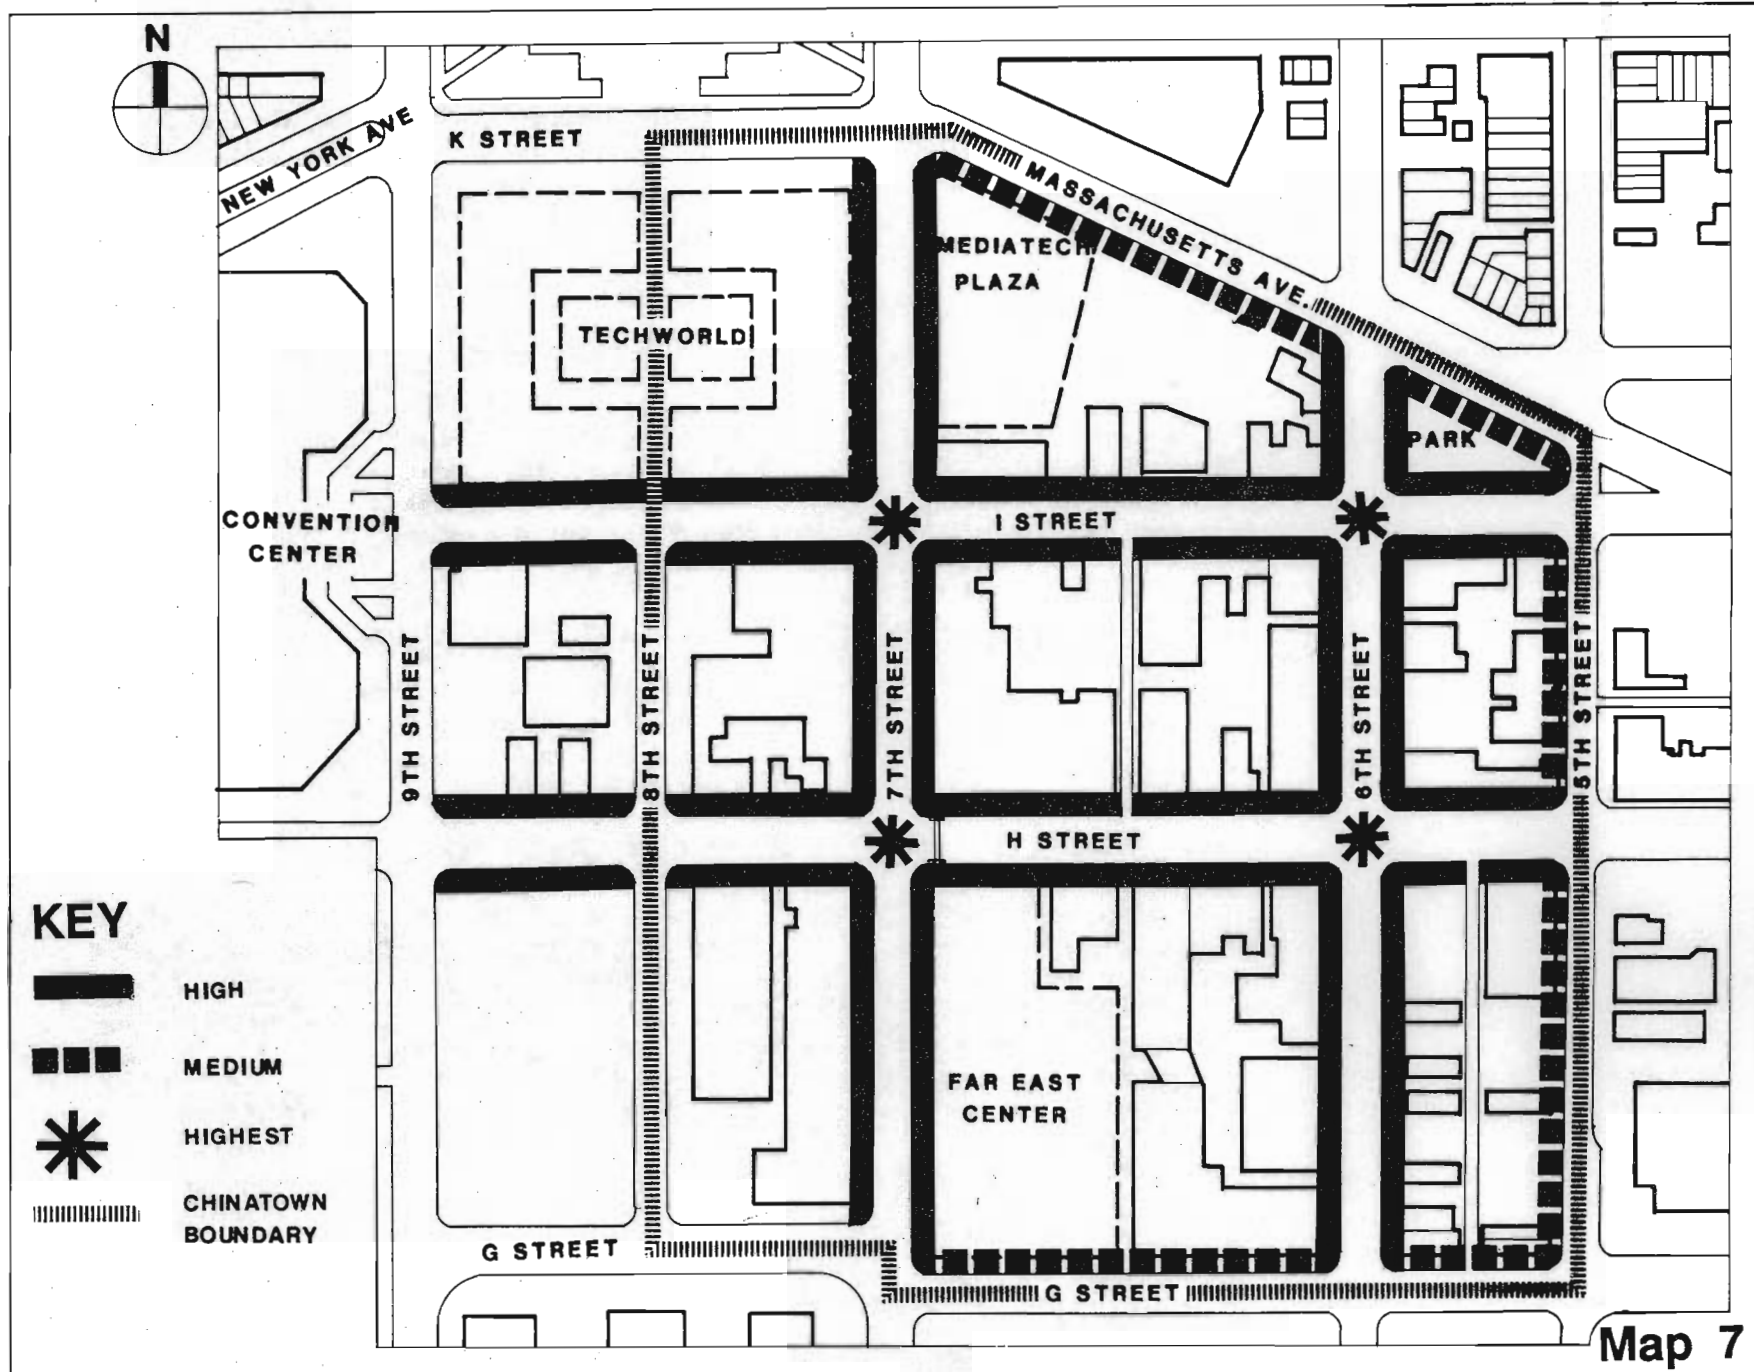 N
NEW YORK AVE
K STREET
MASSACHUSETTS AVE.
MEDIATECH
PLAZA
TECHWORLD
PARK
CONVENTION
CENTER
I STREET
9TH STREET
8TH STREET
7TH STREET
6TH STREET
5TH STREET
H STREET
KEY
HIGH
MEDIUM
HIGHEST
CHINATOWN
BOUNDARY
FAR EAST
CENTER
G STREET
G STREET
Map 7